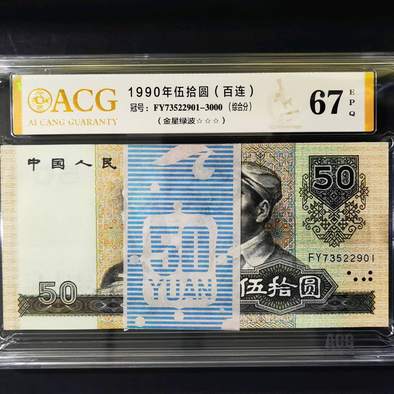 ACG
AI CANG GUARANTY
1990年伍拾圆(百连)
冠号: FY73522901-3000 (综合分)
(金星绿波☆☆☆)
67 EPQ
中国人民
50
FY73522901
50
YUAN
50
伍拾圆